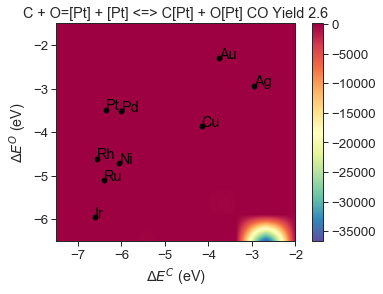 C + O=[Pt] + [Pt] <=> C[Pt] + O[Pt] CO Yield 2.6
0
−2
Au
−5000
Ag
−3
−10000
Pt Pd
−15000
Cu
−4
ΔE^O (eV)
−20000
Rh Ni
−5
Ru
−25000
−30000
Ir
−6
−35000
−7 −6 −5 −4 −3 −2
ΔE^C (eV)